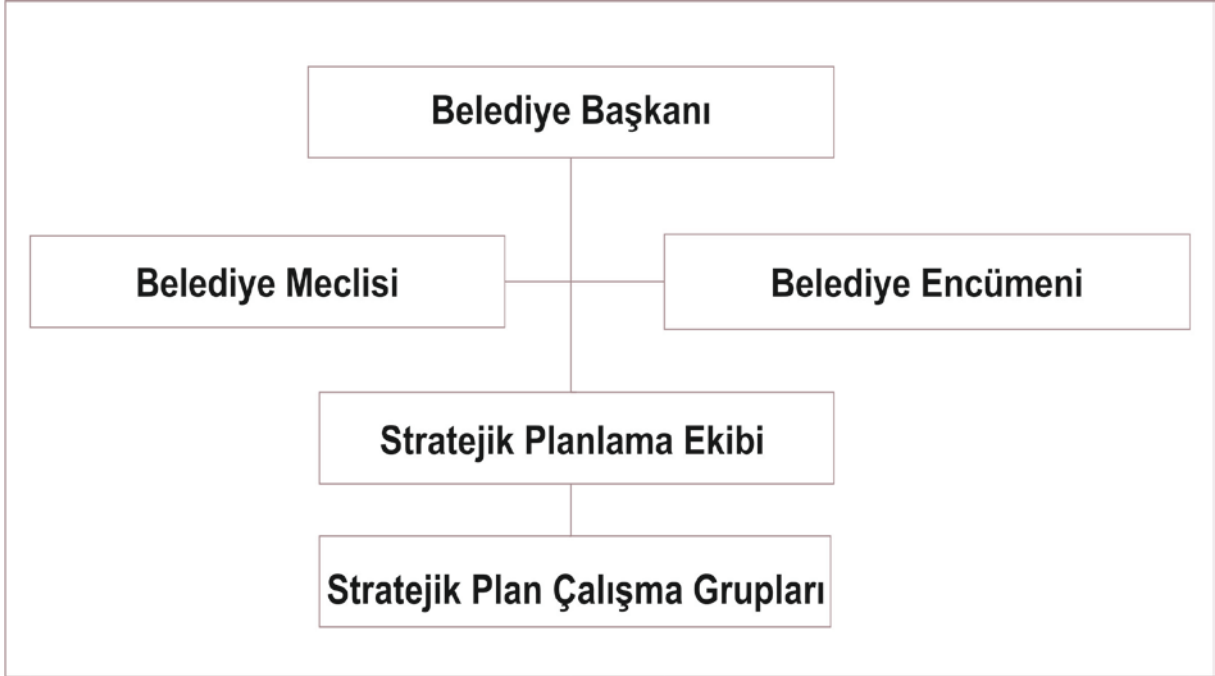 Belediye Başkanı
Belediye Meclisi
Belediye Encümeni
Stratejik Planlama Ekibi
Stratejik Plan Çalışma Grupları